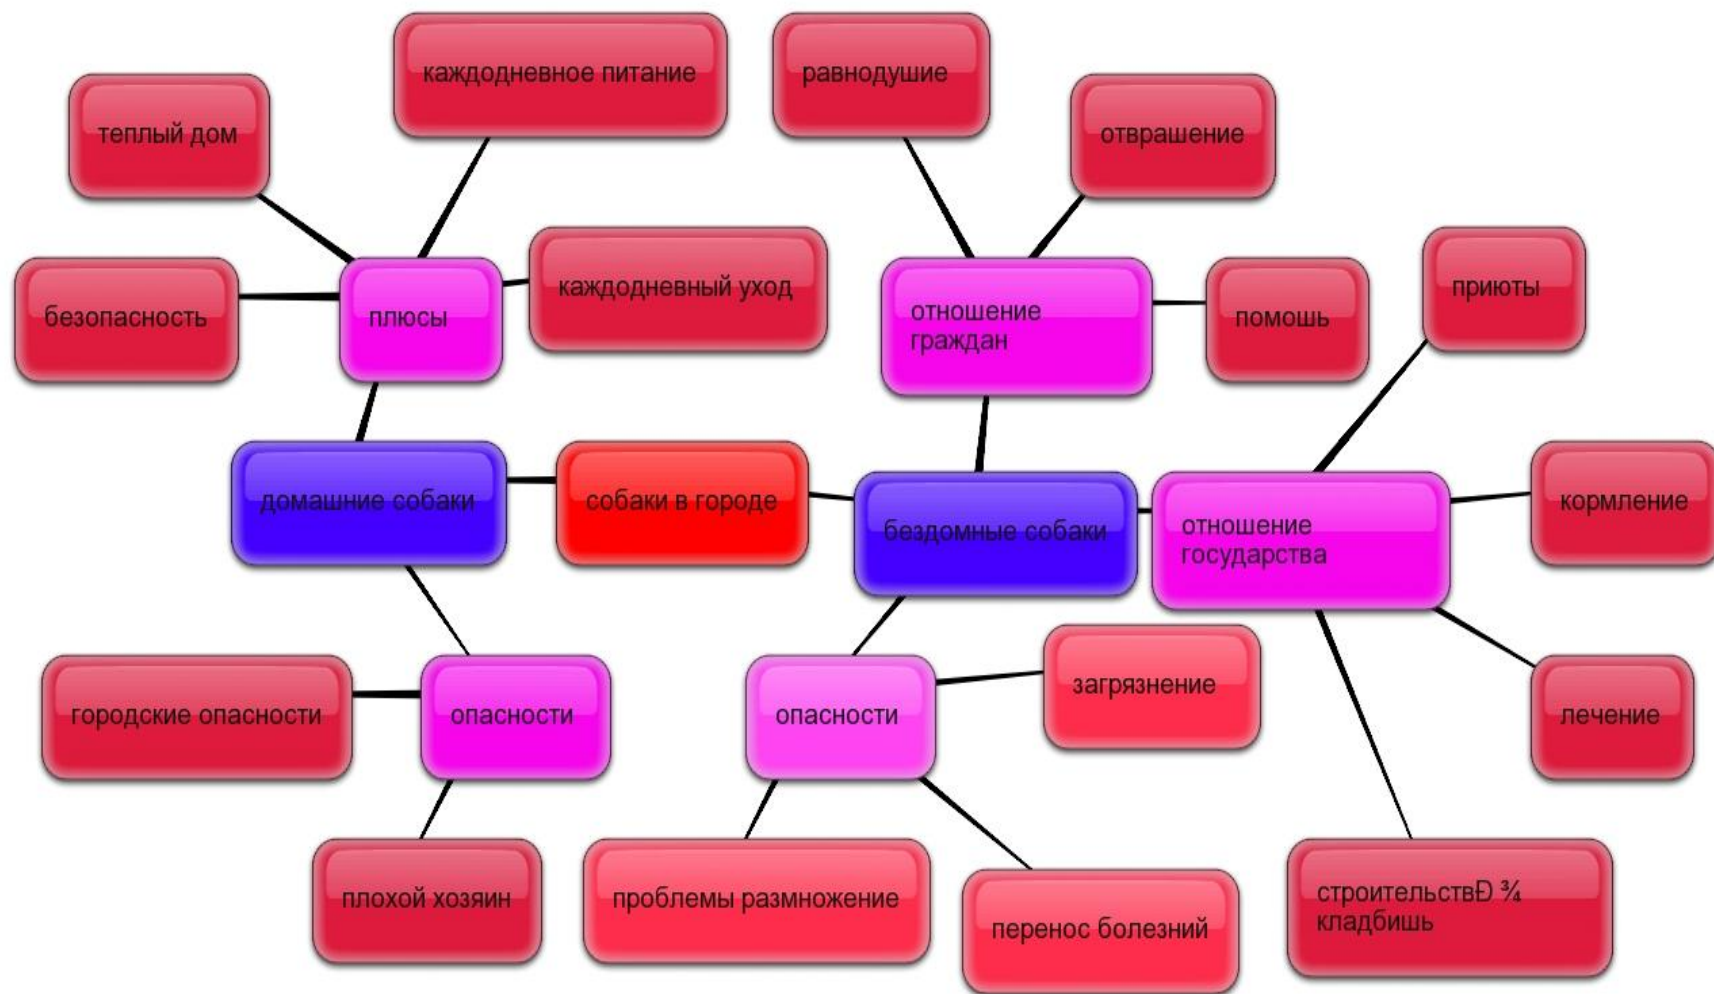 каждодневное питание
равнодушие
теплый дом
отврашение
безопасность
плюсы
каждодневный уход
отношение
граждан
помошь
приюты
домашние собаки
собаки в городе
бездомные собаки
отношение
государства
кормление
городские опасности
опасности
опасности
загрязнение
лечение
плохой хозяин
проблемы размножение
перенос болезний
строительствÐ ¾
кладбишь